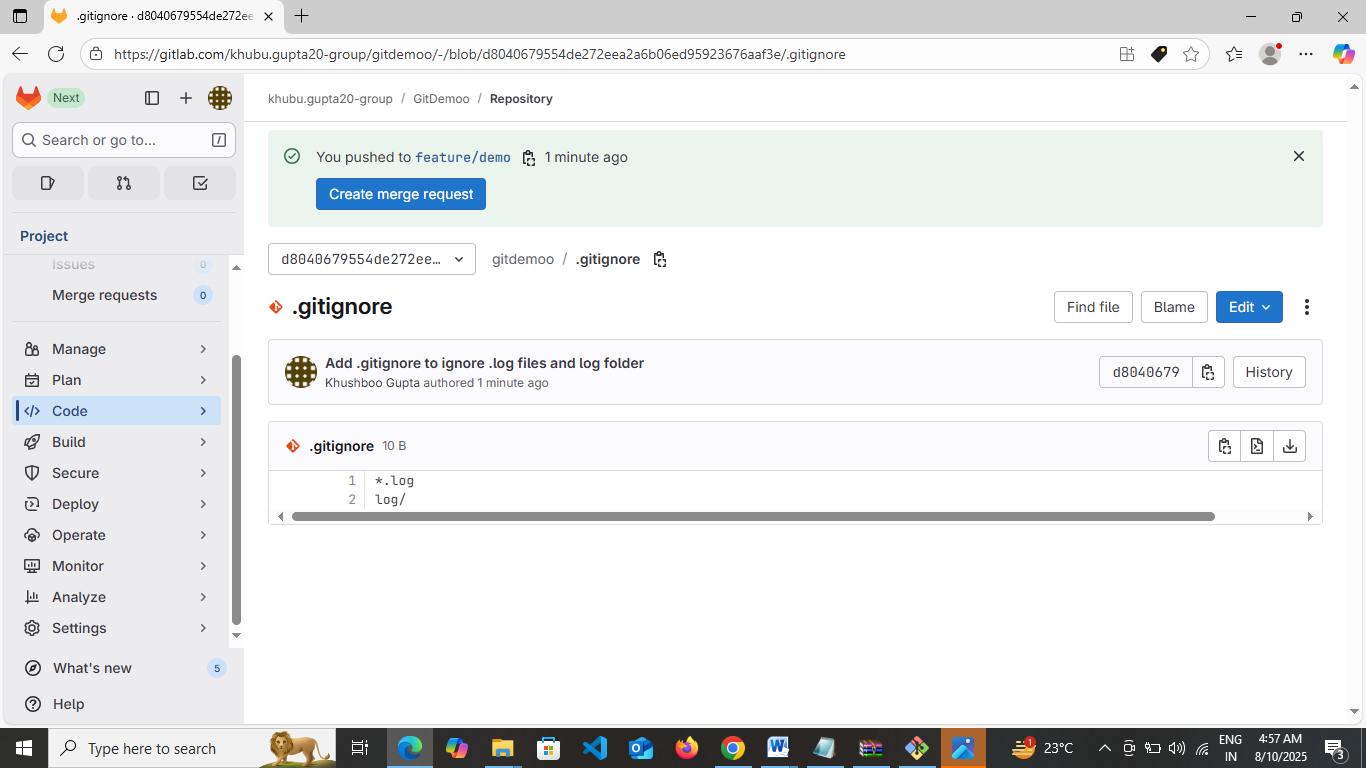 .gitignore · d8040679554de272ee
https://gitlab.com/khubu.gupta20-group/gitdemoo/-/blob/d8040679554de272eea2a6b06ed95923676aaf3e/.gitignore
Next
Search or go to...
/
Project
Issues 0
Merge requests 0
Manage
Plan
Code
Build
Secure
Deploy
Operate
Monitor
Analyze
Settings
What's new 5
Help
khubu.gupta20-group / GitDemoo / Repository
You pushed to feature/demo 1 minute ago
Create merge request
d8040679554de272ee… gitdemoo / .gitignore
.gitignore
Find file
Blame
Edit
Add .gitignore to ignore .log files and log folder
Khushboo Gupta authored 1 minute ago
d8040679
History
.gitignore 10 B
1 *.log
2 log/
Type here to search
1
23°C
ENG
IN
4:57 AM
8/10/2025
3